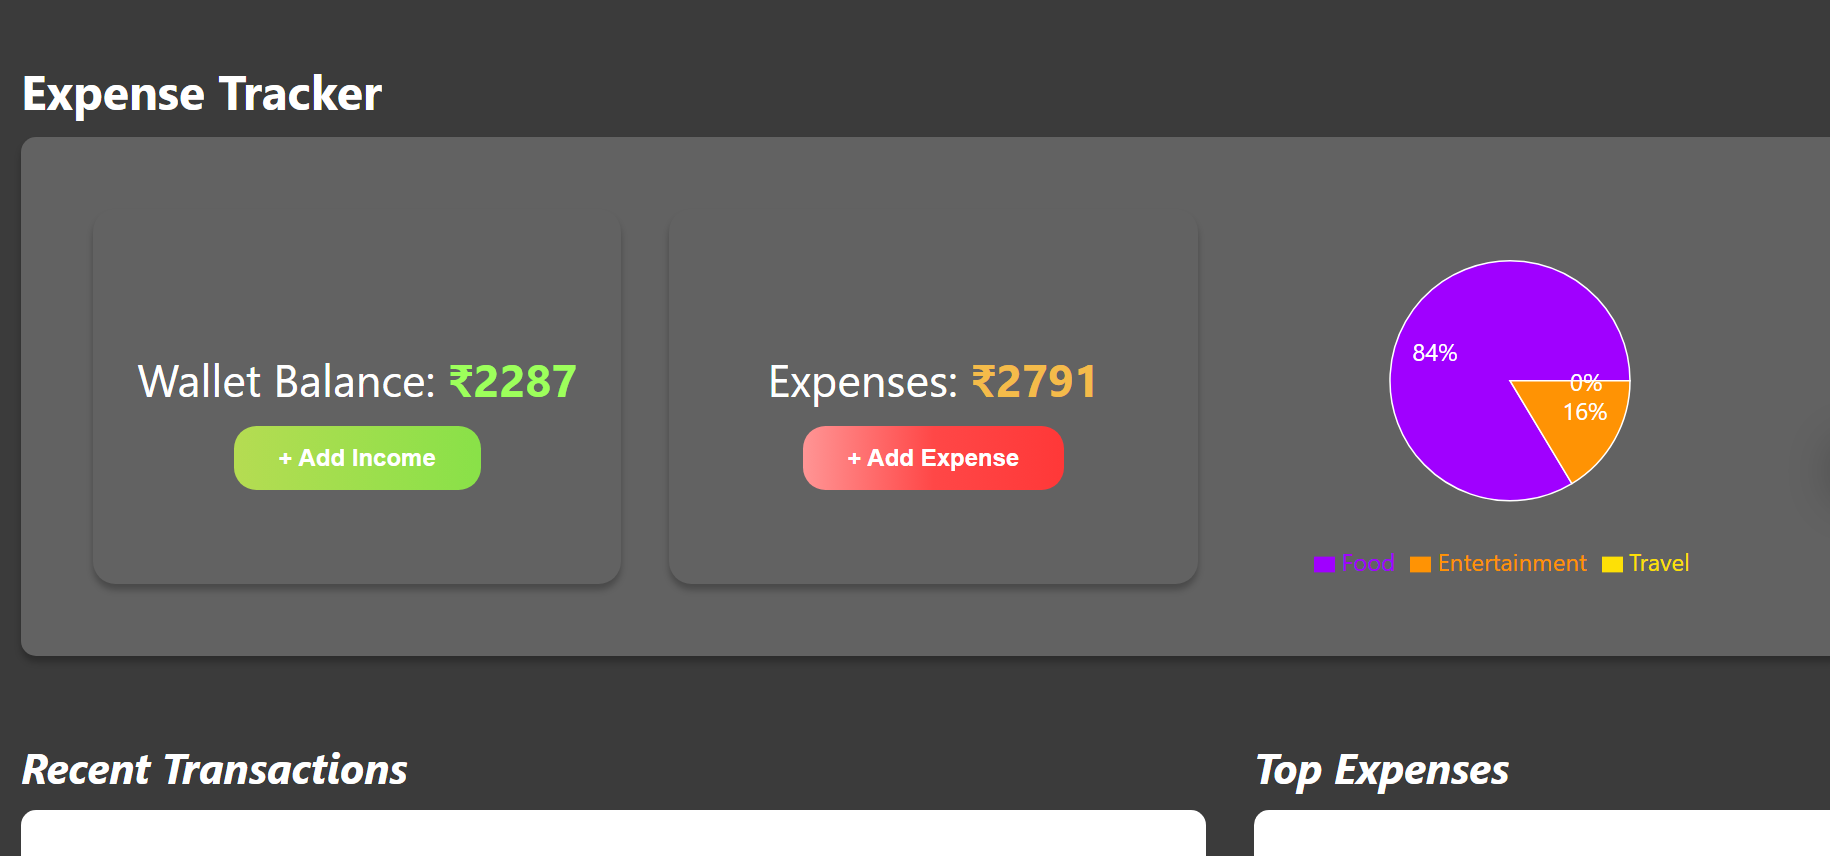 Expense Tracker
Wallet Balance: ₹2287
+ Add Income
Expenses: ₹2791
+ Add Expense
84%
0%
16%
Food Entertainment Travel
Recent Transactions
Top Expenses